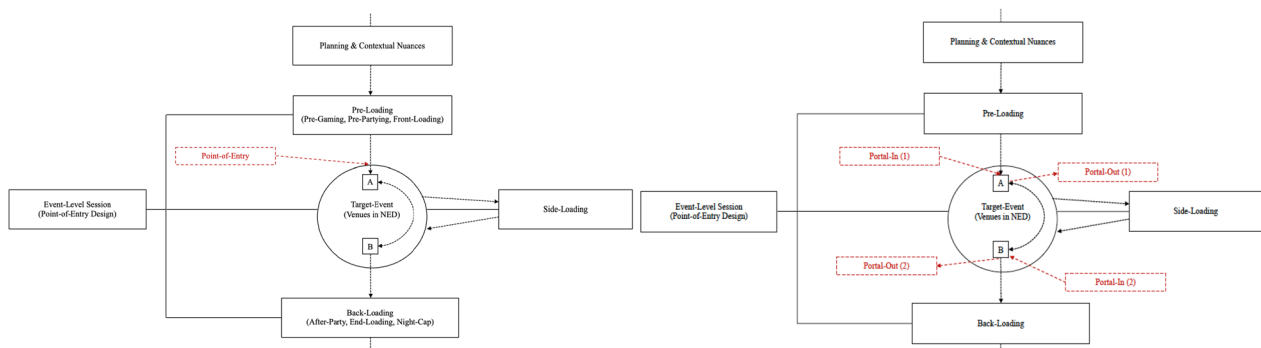 Planning & Contextual Nuances
Pre-Loading
(Pre-Gaming, Pre-Partying, Front-Loading)
Point-of-Entry
A
Event-Level Session
(Point-of-Entry Design)
Target-Event
(Venues in NED)
Side-Loading
B
Back-Loading
(After-Party, End-Loading, Night-Cap)
Planning & Contextual Nuances
Pre-Loading
Portal-In (1)
Portal-Out (1)
A
Event-Level Session
(Point-of-Entry Design)
Target-Event
(Venues in NED)
Side-Loading
B
Portal-Out (2)
Portal-In (2)
Back-Loading